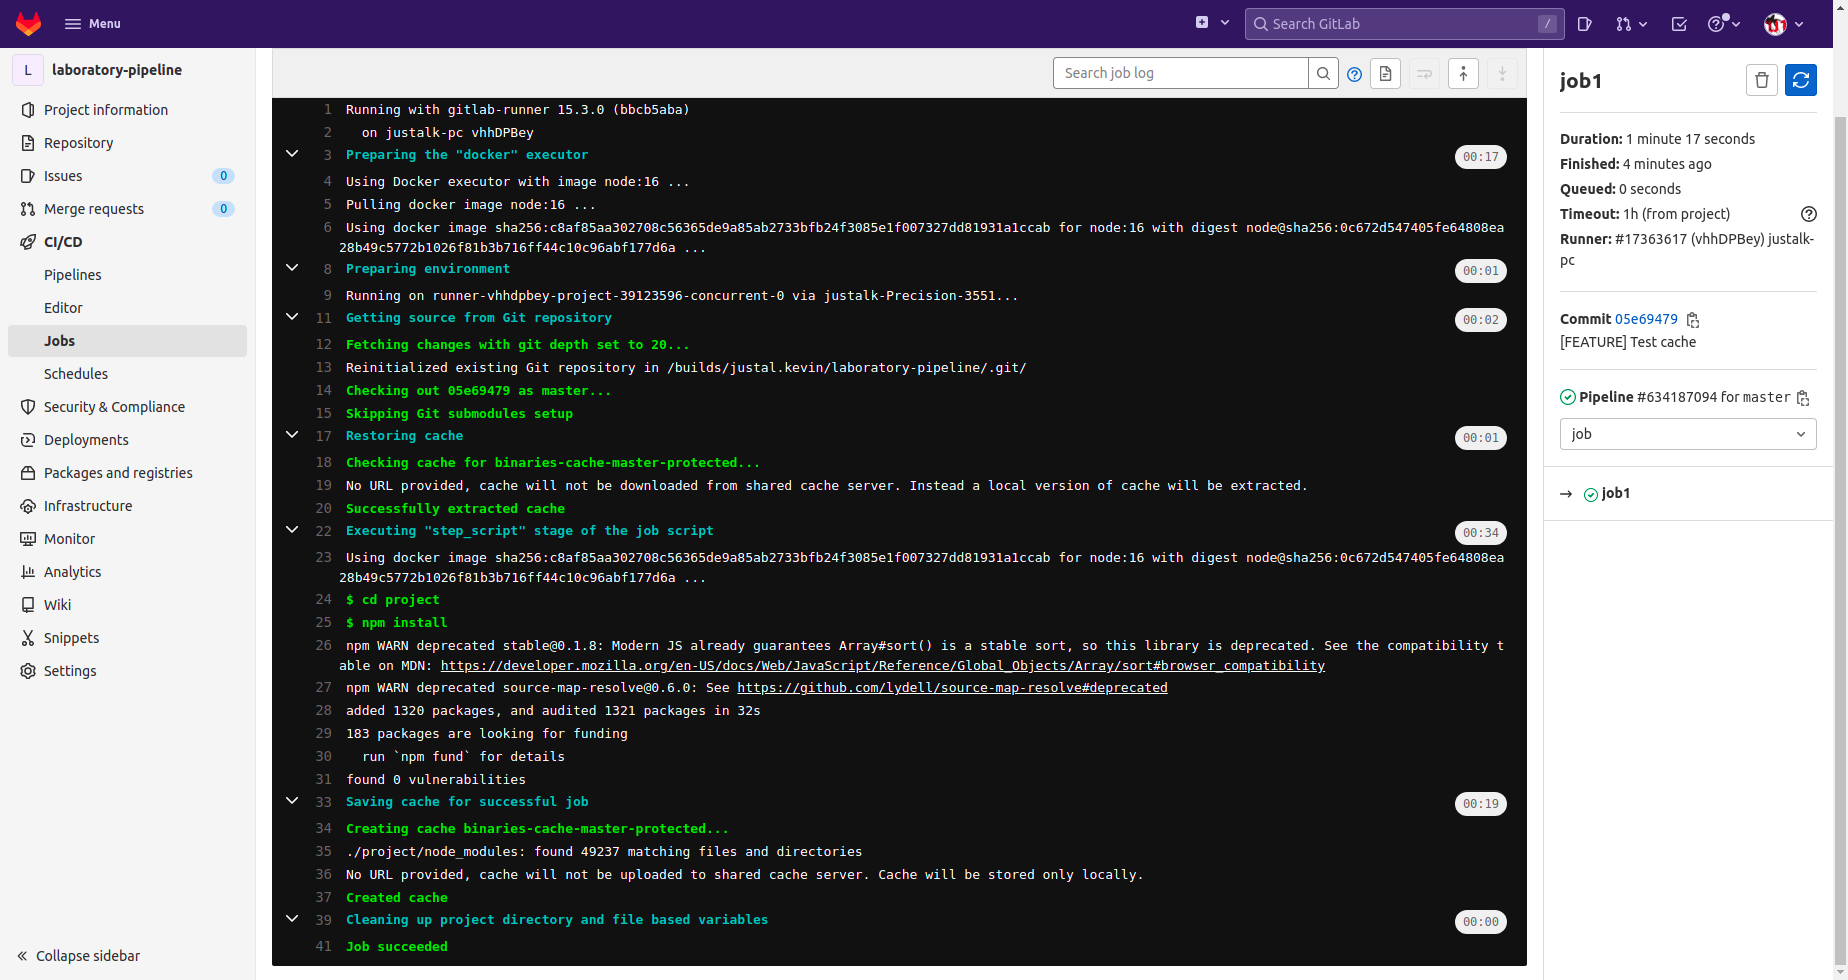 Menu
Search GitLab
/
L laboratory-pipeline
Project information
Repository
Issues 0
Merge requests 0
CI/CD
Pipelines
Editor
Jobs
Schedules
Security & Compliance
Deployments
Packages and registries
Infrastructure
Monitor
Analytics
Wiki
Snippets
Settings
Collapse sidebar
Search job log
1 Running with gitlab-runner 15.3.0 (bbcb5aba)
2 on justalk-pc vhhDPBey
3 Preparing the "docker" executor 00:17
4 Using Docker executor with image node:16 ...
5 Pulling docker image node:16 ...
6 Using docker image sha256:c8af85aa302708c56365de9a85ab2733bfb24f3085e1f007327dd81931a1ccab for node:16 with digest node@sha256:0c672d547405fe64808ea
28b49c5772b1026f81b3b716ff44c10c96abf177d6a ...
8 Preparing environment 00:01
9 Running on runner-vhhdpbey-project-39123596-concurrent-0 via justalk-Precision-3551...
11 Getting source from Git repository 00:02
12 Fetching changes with git depth set to 20...
13 Reinitialized existing Git repository in /builds/justal.kevin/laboratory-pipeline/.git/
14 Checking out 05e69479 as master...
15 Skipping Git submodules setup
17 Restoring cache 00:01
18 Checking cache for binaries-cache-master-protected...
19 No URL provided, cache will not be downloaded from shared cache server. Instead a local version of cache will be extracted.
20 Successfully extracted cache
22 Executing "step_script" stage of the job script 00:34
23 Using docker image sha256:c8af85aa302708c56365de9a85ab2733bfb24f3085e1f007327dd81931a1ccab for node:16 with digest node@sha256:0c672d547405fe64808ea
28b49c5772b1026f81b3b716ff44c10c96abf177d6a ...
24 $ cd project
25 $ npm install
26 npm WARN deprecated stable@0.1.8: Modern JS already guarantees Array#sort() is a stable sort, so this library is deprecated. See the compatibility t
able on MDN: https://developer.mozilla.org/en-US/docs/Web/JavaScript/Reference/Global_Objects/Array/sort#browser_compatibility
27 npm WARN deprecated source-map-resolve@0.6.0: See https://github.com/lydell/source-map-resolve#deprecated
28 added 1320 packages, and audited 1321 packages in 32s
29 183 packages are looking for funding
30 run `npm fund` for details
31 found 0 vulnerabilities
33 Saving cache for successful job 00:19
34 Creating cache binaries-cache-master-protected...
35 ./project/node_modules: found 49237 matching files and directories
36 No URL provided, cache will not be uploaded to shared cache server. Cache will be stored only locally.
37 Created cache
39 Cleaning up project directory and file based variables 00:00
41 Job succeeded
job1
Duration: 1 minute 17 seconds
Finished: 4 minutes ago
Queued: 0 seconds
Timeout: 1h (from project)
Runner: #17363617 (vhhDPBey) justalk-
pc
Commit 05e69479
[FEATURE] Test cache
Pipeline #634187094 for master
job
→ job1